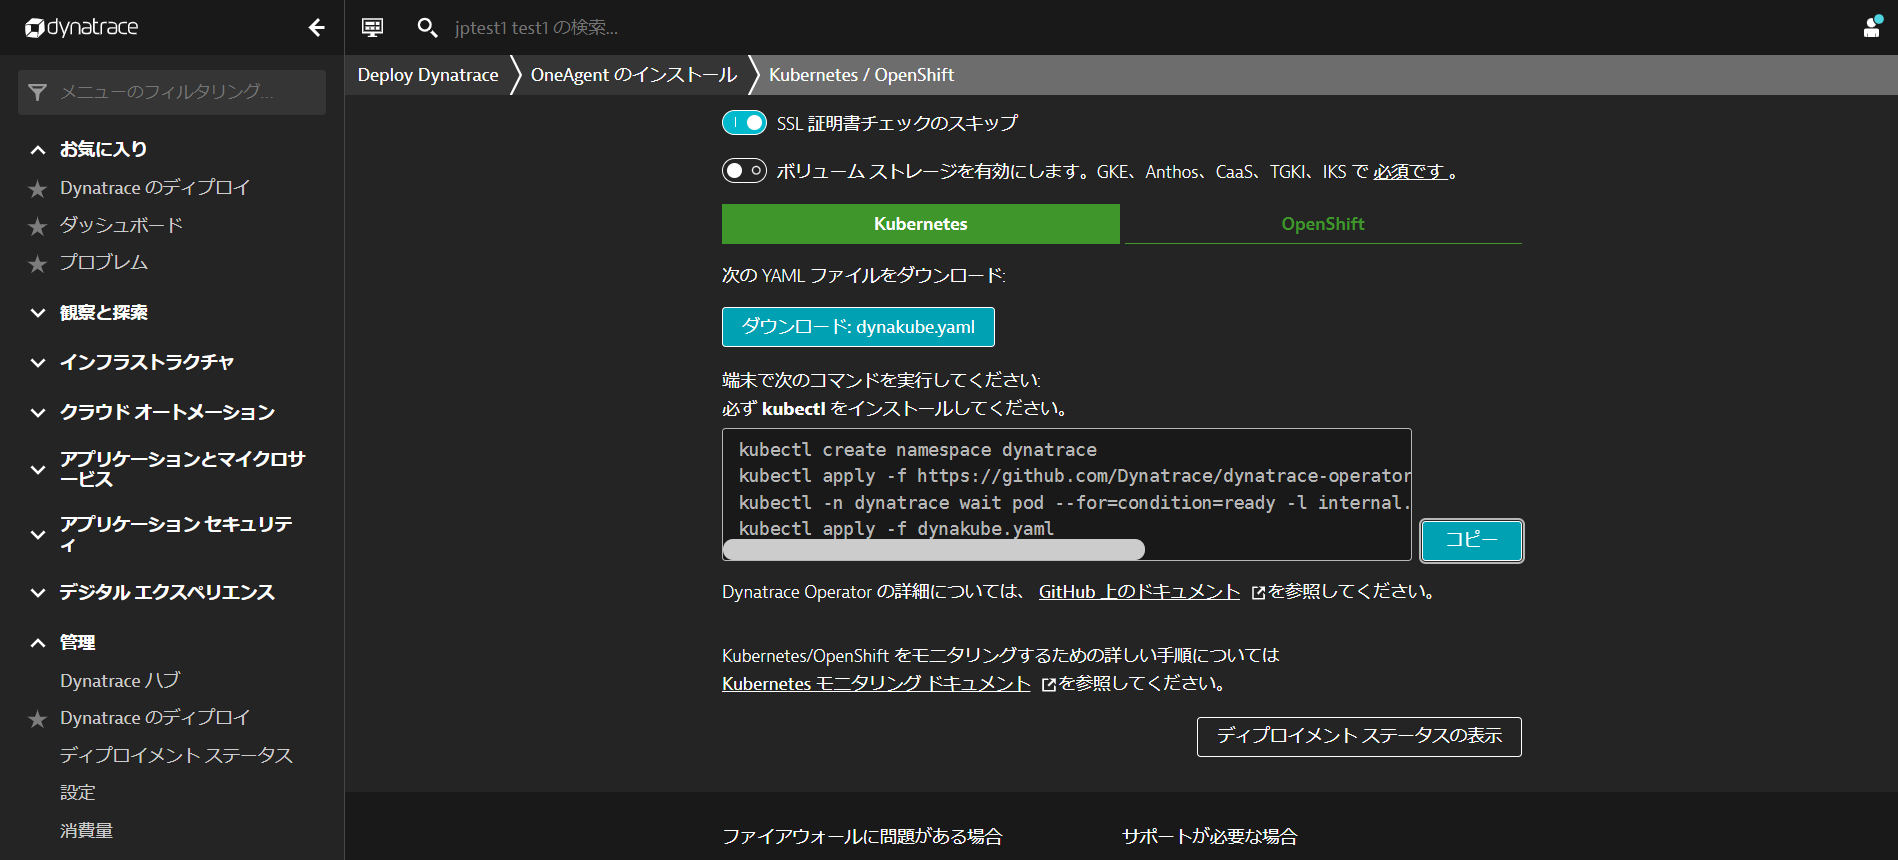 dynatrace
jptest1 test1 の検索...
メニューのフィルタリング...
お気に入り
Dynatrace のディプロイ
ダッシュボード
プロブレム
観察と探索
インフラストラクチャ
クラウド オートメーション
アプリケーションとマイクロサ
ービス
アプリケーション セキュリテ
ィ
デジタル エクスペリエンス
管理
Dynatrace ハブ
Dynatrace のディプロイ
ディプロイメント ステータス
設定
消費量
Deploy Dynatrace
OneAgent のインストール
Kubernetes / OpenShift
SSL 証明書チェックのスキップ
ボリューム ストレージを有効にします。GKE、Anthos、CaaS、TGKI、IKS で 必須です 。
Kubernetes
OpenShift
次の YAML ファイルをダウンロード:
ダウンロード: dynakube.yaml
端末で次のコマンドを実行してください:
必ず kubectl をインストールしてください。
kubectl create namespace dynatrace
kubectl apply -f https://github.com/Dynatrace/dynatrace-operator
kubectl -n dynatrace wait pod --for=condition=ready -l internal.
kubectl apply -f dynakube.yaml
コピー
Dynatrace Operator の詳細については、 GitHub 上のドキュメント を参照してください。
Kubernetes/OpenShift をモニタリングするための詳しい手順については
Kubernetes モニタリング ドキュメント を参照してください。
ディプロイメント ステータスの表示
ファイアウォールに問題がある場合
サポートが必要な場合